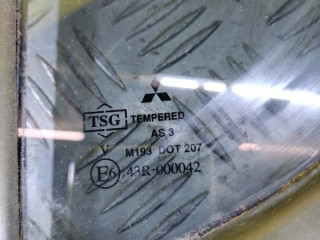 TSG TEMPERED
AS 3
V M193 DOT 207
E6 43R-000042